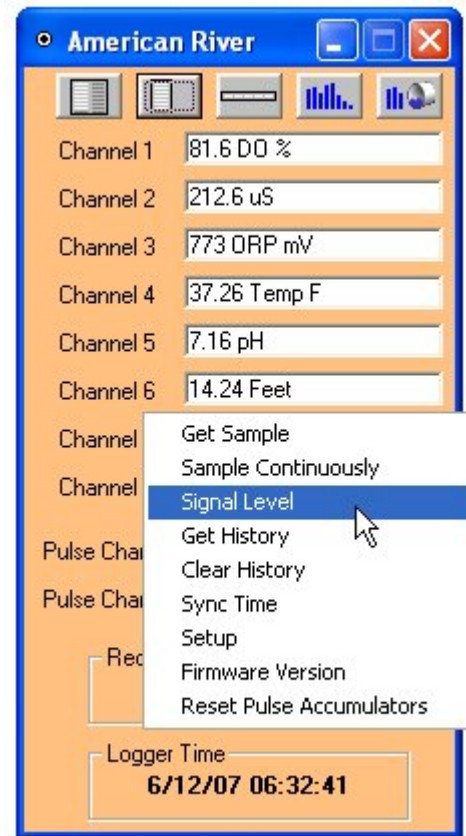 American River
Channel 1 81.6 DO %
Channel 2 212.6 uS
Channel 3 773 ORP mV
Channel 4 37.26 Temp F
Channel 5 7.16 pH
Channel 6 14.24 Feet
Channel
Channel
Pulse Char
Pulse Char
Rec
Get Sample
Sample Continuously
Signal Level
Get History
Clear History
Sync Time
Setup
Firmware Version
Reset Pulse Accumulators
Logger Time
6/12/07 06:32:41